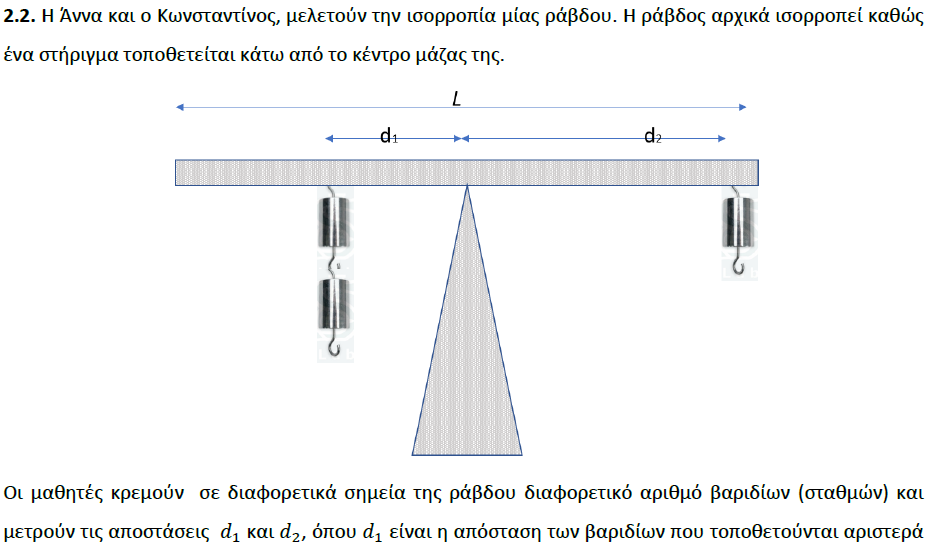 2.2. Η Άννα και ο Κωνσταντίνος, μελετούν την ισορροπία μίας ράβδου. Η ράβδος αρχικά ισορροπεί καθώς
ένα στήριγμα τοποθετείται κάτω από το κέντρο μάζας της.
L
d₁ d₂
Οι μαθητές κρεμούν σε διαφορετικά σημεία της ράβδου διαφορετικό αριθμό βαριδίων (σταθμών) και
μετρούν τις αποστάσεις d₁ και d₂, όπου d₁ είναι η απόσταση των βαριδίων που τοποθετούνται αριστερά